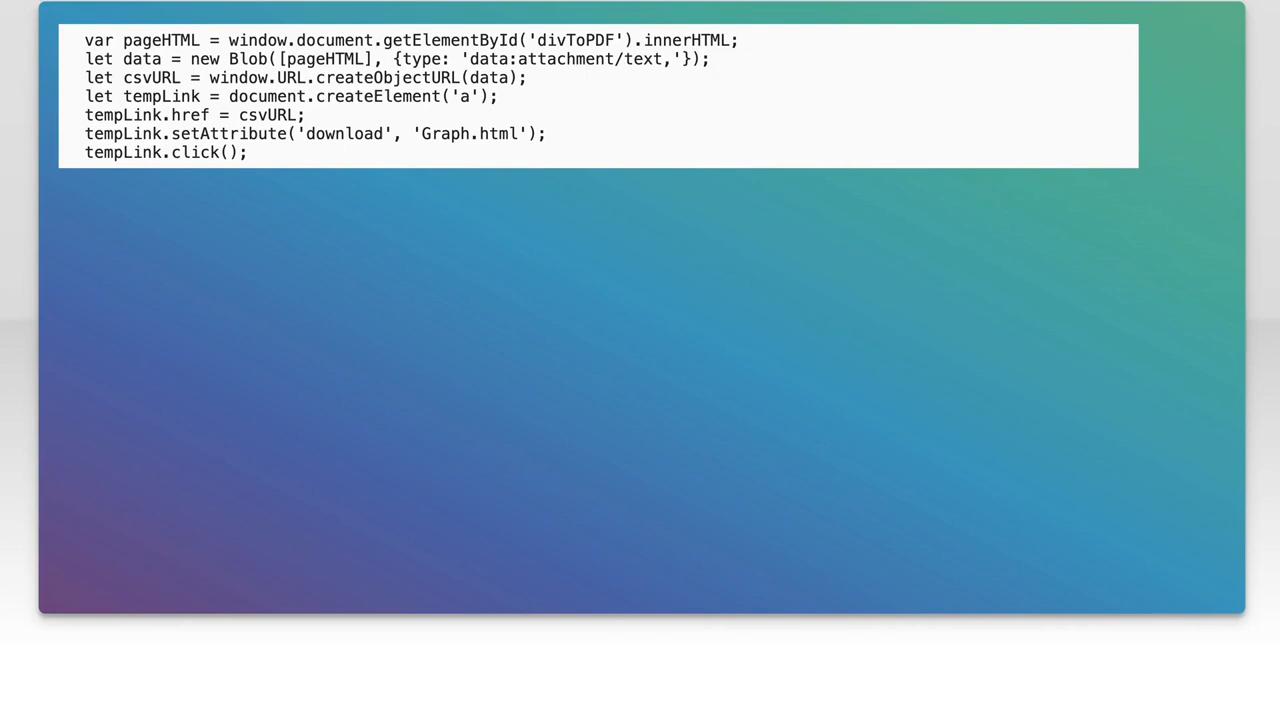 var pageHTML = window.document.getElementById('divToPDF').innerHTML;
let data = new Blob([pageHTML], {type: 'data:attachment/text,'});
let csvURL = window.URL.createObjectURL(data);
let tempLink = document.createElement('a');
tempLink.href = csvURL;
tempLink.setAttribute('download', 'Graph.html');
tempLink.click();